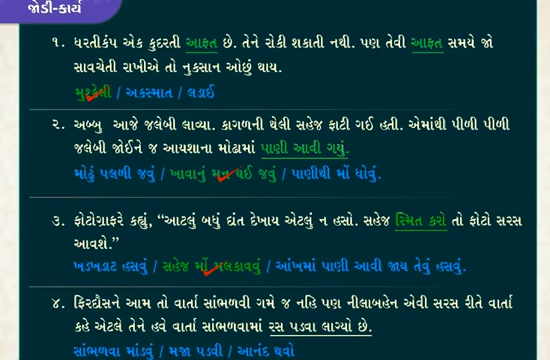 જોડી-કાર્ય
૧. ધરતીકંપ એક કુદરતી આફત છે. તેને રોકી શકાતી નથી. પણ તેવી આફત સમયે જો
સાવચેતી રાખીએ તો નુક્સાન ઓછું થાય.
મુશ્કેલી / અકસ્માત / લડાઈ
૨. અબ્બુ આજે જલેબી લાવ્યા. કાગળની થેલી સહેજ ફાટી ગઈ હતી. એમાંથી પીળી પીળી
જલેબી જોઈને જ આયશાના મોઢામાં પાણી આવી ગયું.
મોઢું પલળી જવું / ખાવાનું મન થઈ જવું / પાણીથી મોં ધોવું.
૩. ફોટોગ્રાફરે કહ્યું, “આટલું બધું દાંત દેખાય એટલું ન હસો. સહેજ સ્મિત કરો તો ફોટો સરસ
આવશે.”
ખડખડાટ હસવું / સહેજ મોં મલકાવવું / આંખમાં પાણી આવી જાય તેવું હસવું.
૪. ફિરદૌસને આમ તો વાર્તા સાંભળવી ગમે જ નહિ પણ નીલાબહેન એવી સરસ રીતે વાર્તા
કહે એટલે તેને હવે વાર્તા સાંભળવામાં રસ પડવા લાગ્યો છે.
સાંભળવા માંડવું / મજા પડવી / આનંદ થવો